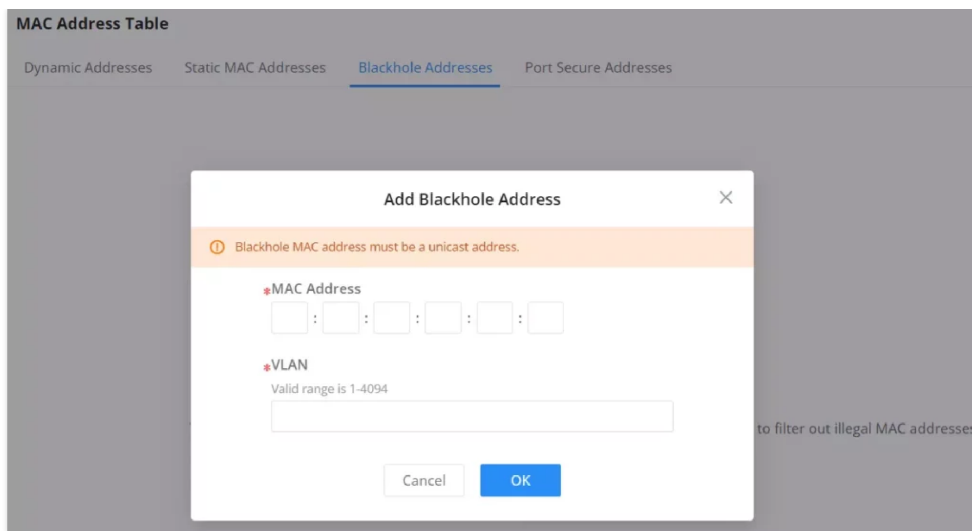 MAC Address Table
Dynamic Addresses Static MAC Addresses Blackhole Addresses Port Secure Addresses
Add Blackhole Address
Blackhole MAC address must be a unicast address.
*MAC Address
: : : : :
*VLAN
Valid range is 1-4094
to filter out illegal MAC addresses
Cancel OK